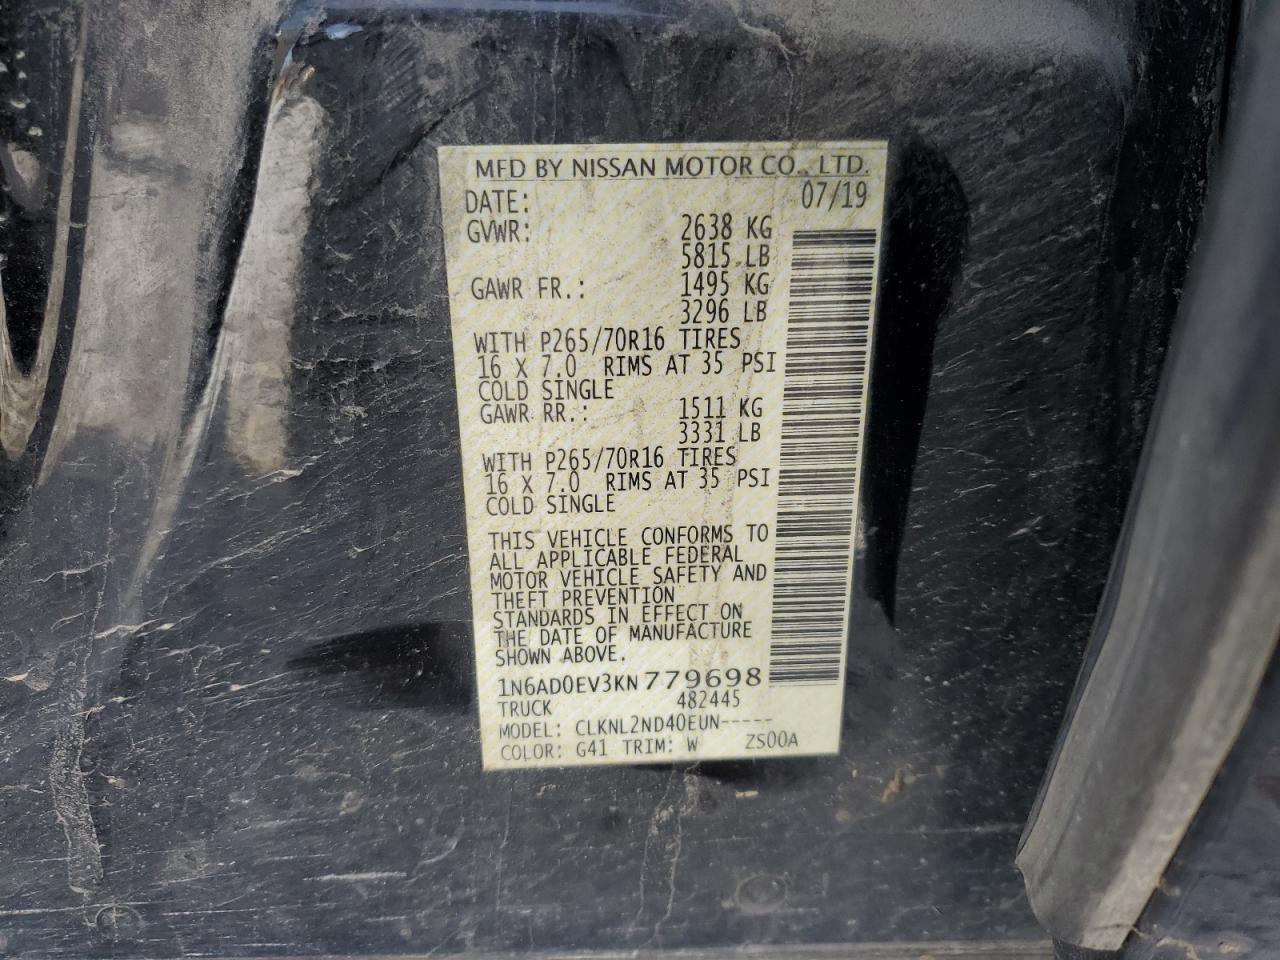 MFD BY NISSAN MOTOR CO., LTD.
DATE: 07/19
GVWR: 2638 KG
5815 LB
GAWR FR.: 1495 KG
3296 LB
WITH P265/70R16 TIRES
16 X 7.0 RIMS AT 35 PSI
COLD SINGLE
GAWR RR.: 1511 KG
3331 LB
WITH P265/70R16 TIRES
16 X 7.0 RIMS AT 35 PSI
COLD SINGLE
THIS VEHICLE CONFORMS TO
ALL APPLICABLE FEDERAL
MOTOR VEHICLE SAFETY AND
THEFT PREVENTION
STANDARDS IN EFFECT ON
THE DATE OF MANUFACTURE
SHOWN ABOVE.
1N6AD0EV3KN779698
TRUCK 482445
MODEL: CLKNL2ND40EUN-----
COLOR: G41 TRIM: W ZS00A